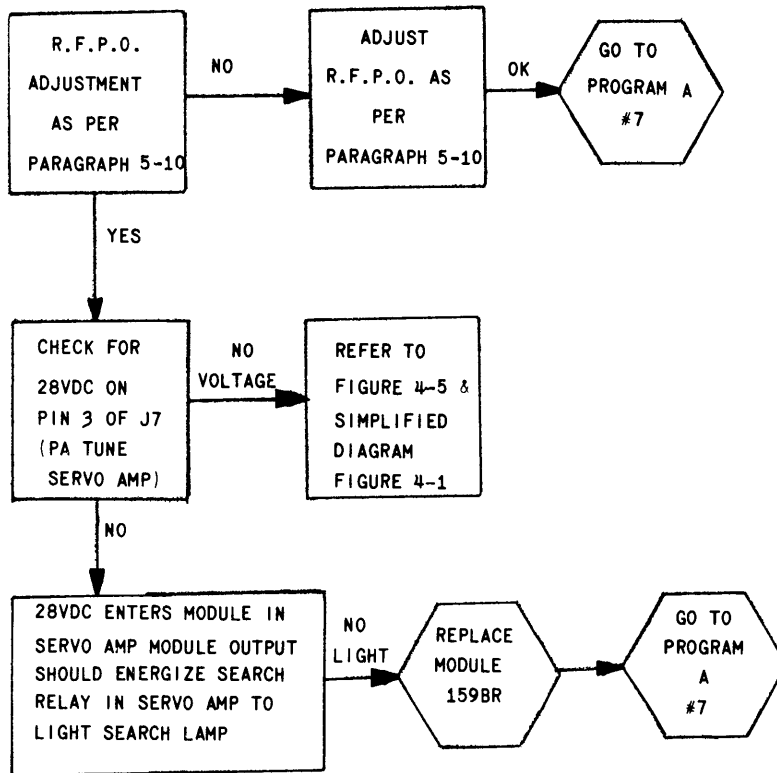 R.F.P.O.
ADJUSTMENT
AS PER
PARAGRAPH 5-10
NO
ADJUST
R.F.P.O. AS
PER
PARAGRAPH 5-10
OK
GO TO
PROGRAM A
#7
YES
CHECK FOR
28VDC ON
PIN 3 OF J7
(PA TUNE
SERVO AMP)
NO
VOLTAGE
REFER TO
FIGURE 4-5 &
SIMPLIFIED
DIAGRAM
FIGURE 4-1
NO
28VDC ENTERS MODULE IN
SERVO AMP MODULE OUTPUT
SHOULD ENERGIZE SEARCH
RELAY IN SERVO AMP TO
LIGHT SEARCH LAMP
NO
LIGHT
REPLACE
MODULE
159BR
GO TO
PROGRAM
A
#7